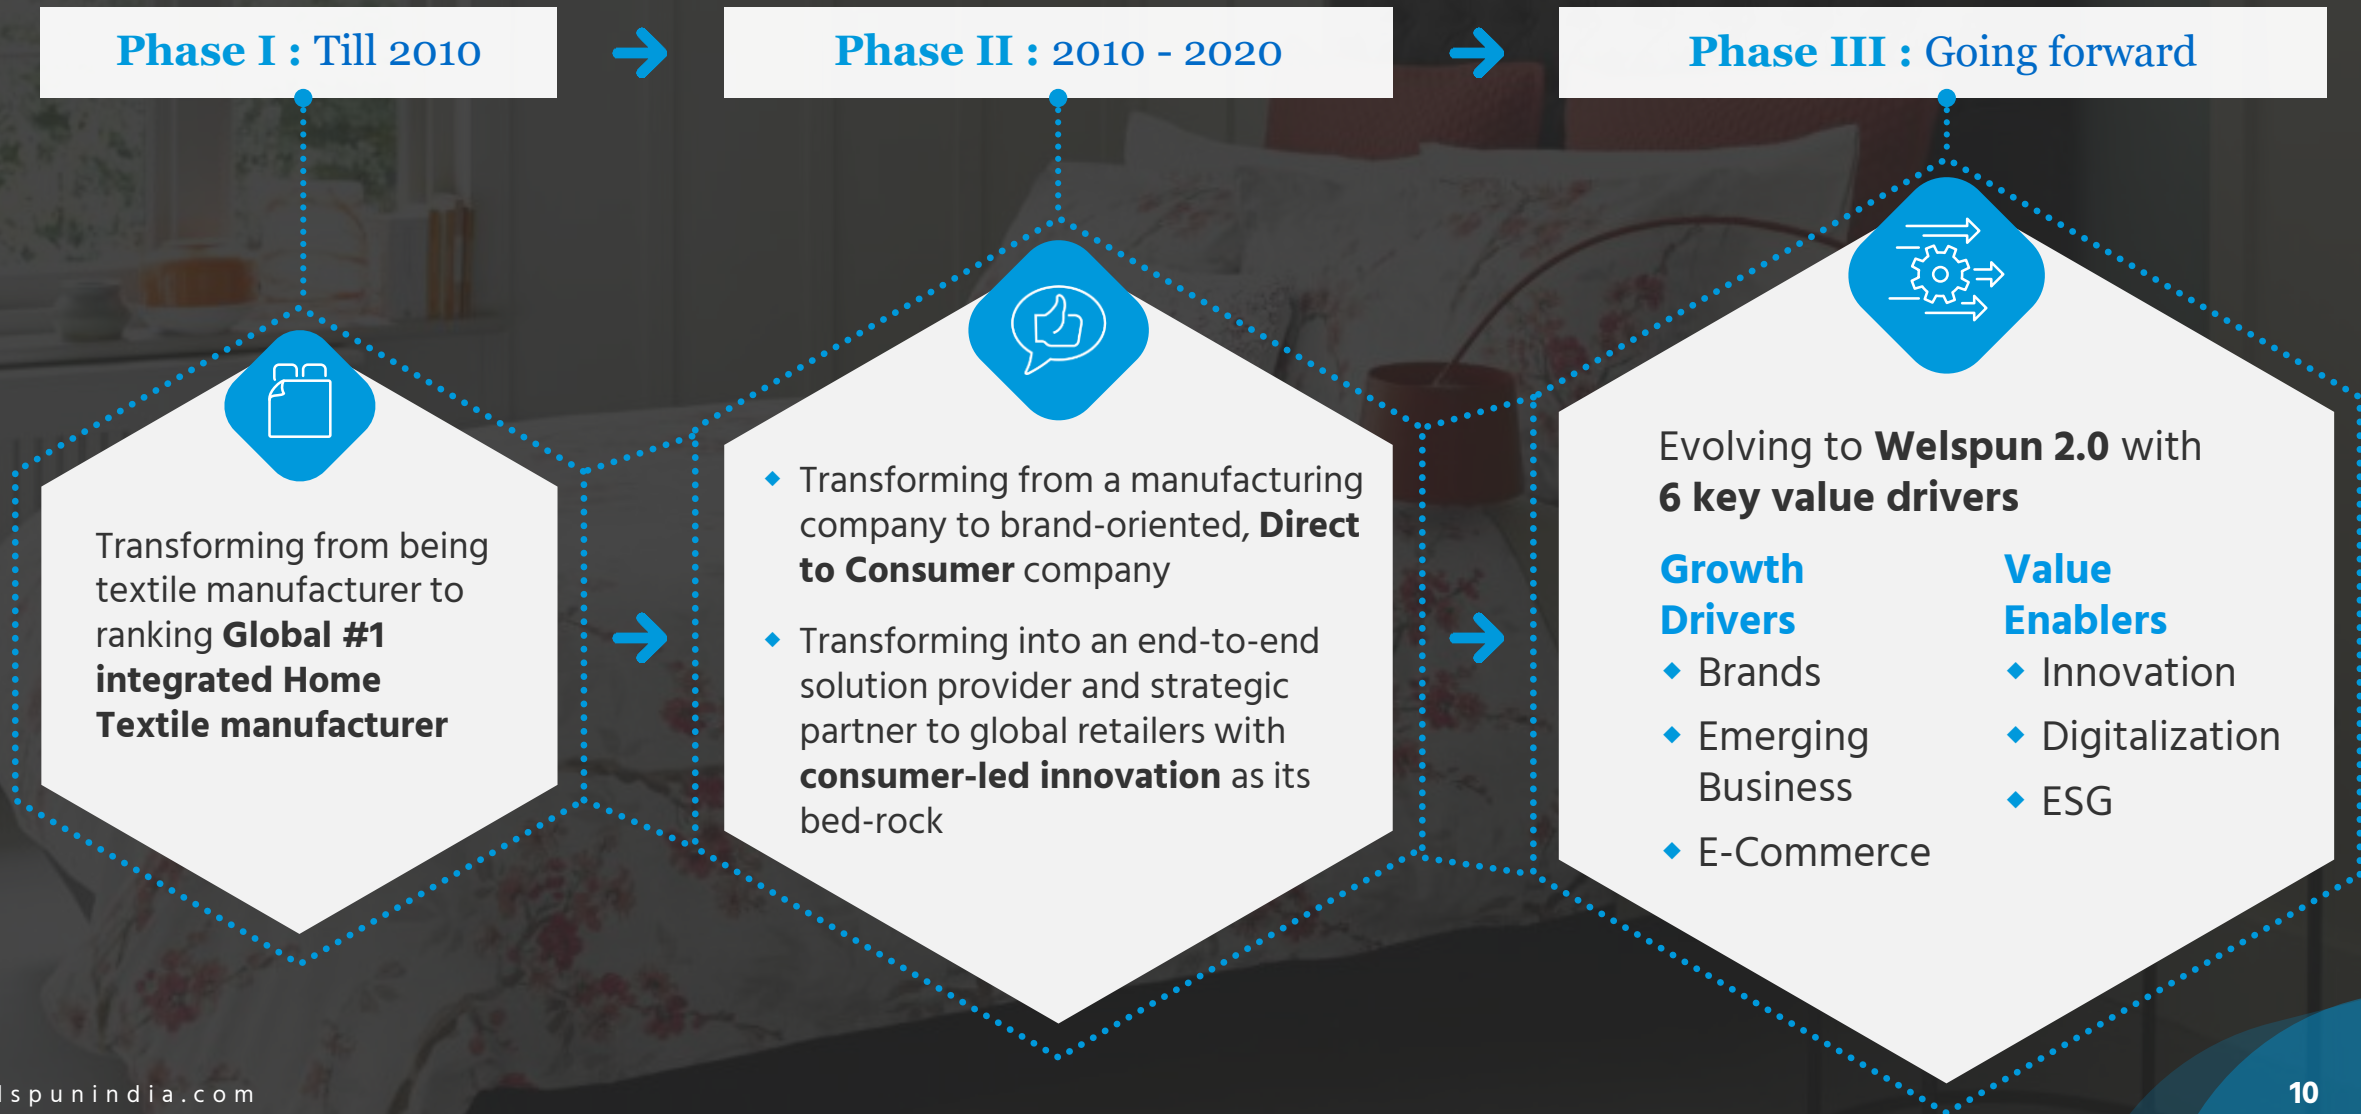 Phase I : Till 2010
Phase II : 2010 - 2020
Phase III : Going forward
Transforming from being
textile manufacturer to
ranking Global #1
integrated Home
Textile manufacturer
◆ Transforming from a manufacturing
company to brand-oriented, Direct
to Consumer company
◆ Transforming into an end-to-end
solution provider and strategic
partner to global retailers with
consumer-led innovation as its
bed-rock
Evolving to Welspun 2.0 with
6 key value drivers
Growth
Drivers
◆ Brands
◆ Emerging
Business
◆ E-Commerce
Value
Enablers
◆ Innovation
◆ Digitalization
◆ ESG
lspunindia.com
10